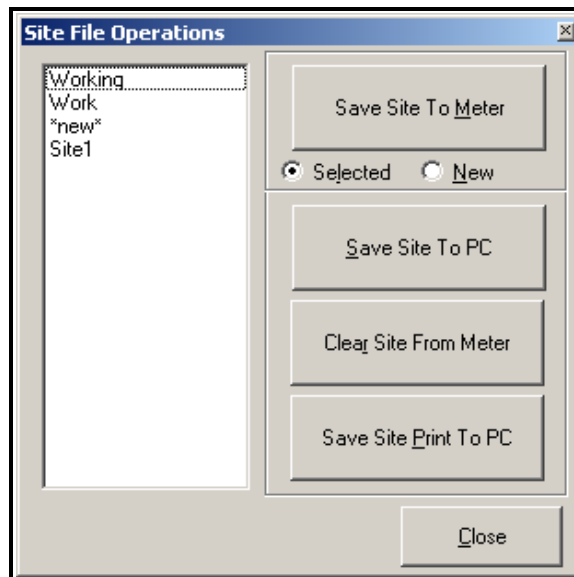 Site File Operations
Working
Work
*new*
Site1
Save Site To Meter
Selected
New
Save Site To PC
Clear Site From Meter
Save Site Print To PC
Close